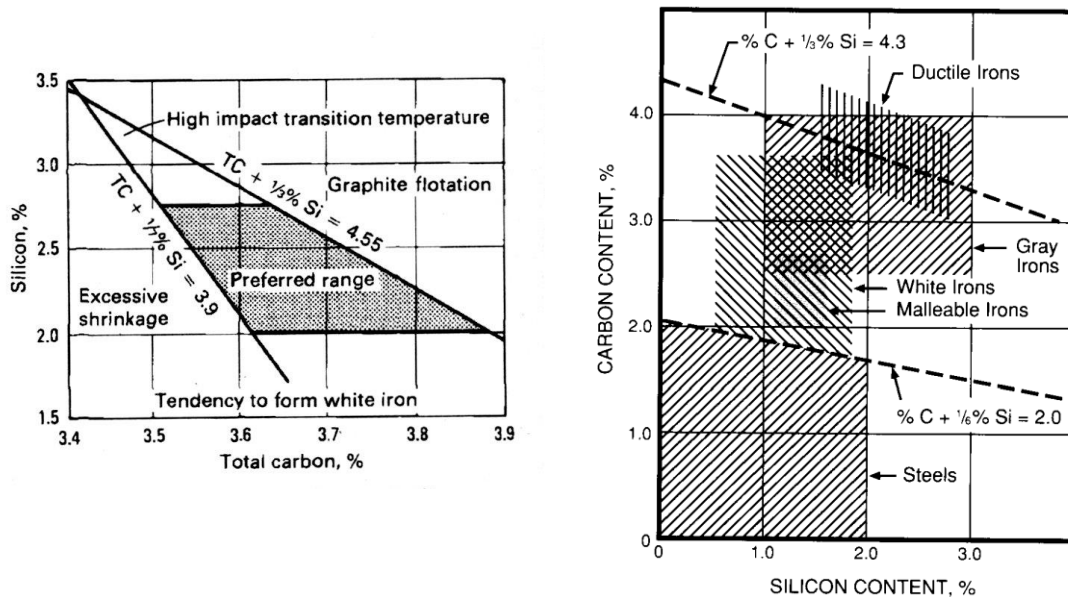 3.5
3.0
2.5
2.0
1.5
Silicon, %
High impact transition temperature
TC + ⅓% Si = 4.55
Graphite flotation
TC + ⅐% Si = 3.9
Preferred range
Excessive
shrinkage
Tendency to form white iron
3.4
3.5
3.6
3.7
3.8
3.9
Total carbon, %
% C + ⅓% Si = 4.3
Ductile Irons
4.0
3.0
2.0
1.0
0
CARBON CONTENT, %
Gray
Irons
White Irons
Malleable Irons
% C + ⅙% Si = 2.0
Steels
0
1.0
2.0
3.0
SILICON CONTENT, %